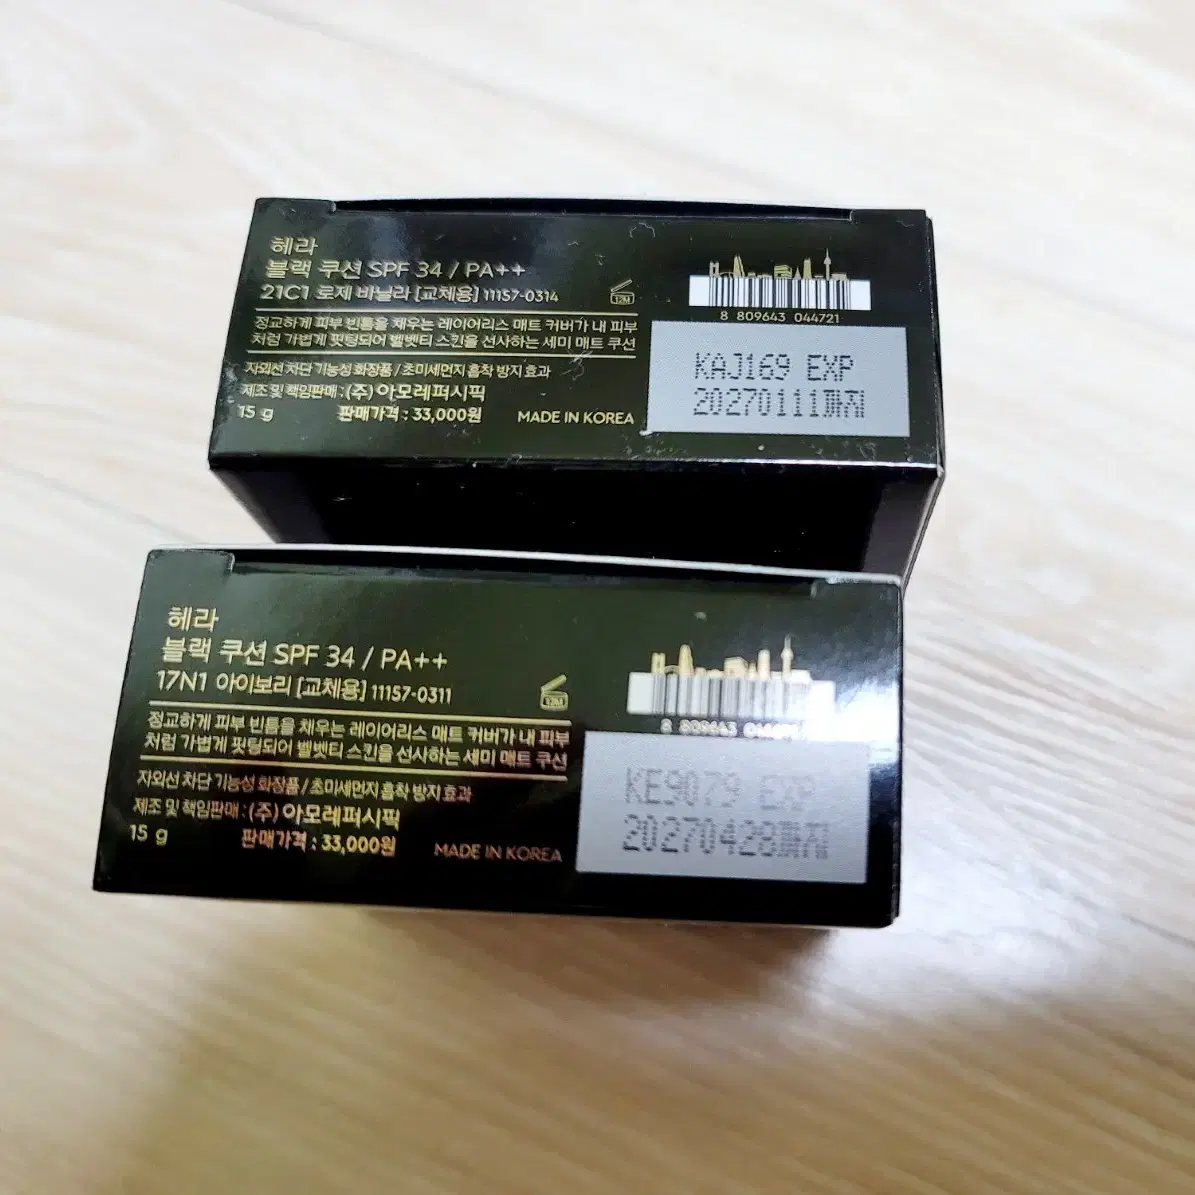 헤라
블랙 쿠션 SPF 34 / PA++
21C1 로제 바닐라 [교체용] 11157-0314
12M
정교하게 피부 빈틈을 채우는 레이어리스 매트 커버가 내 피부
처럼 가볍게 핏팅되어 벨벳티 스킨을 선사하는 세미 매트 쿠션
자외선 차단 기능성 화장품 / 초미세먼지 흡착 방지 효과
제조 및 책임판매 : (주) 아모레퍼시픽
15 g 판매가격 : 33,000원 MADE IN KOREA
8 809643 044721
KAJ169 EXP
20270111까지
헤라
블랙 쿠션 SPF 34 / PA++
17N1 아이보리 [교체용] 11157-0311
12M
정교하게 피부 빈틈을 채우는 레이어리스 매트 커버가 내 피부
처럼 가볍게 핏팅되어 벨벳티 스킨을 선사하는 세미 매트 쿠션
자외선 차단 기능성 화장품 / 초미세먼지 흡착 방지 효과
제조 및 책임판매 : (주) 아모레퍼시픽
15 g 판매가격 : 33,000원 MADE IN KOREA
8 809643
KE9079 EXP
20270428까지